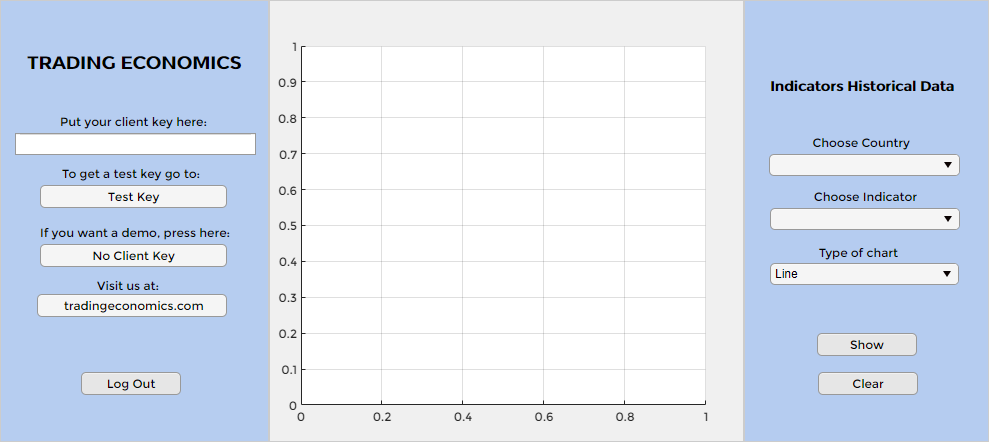 TRADING ECONOMICS
Put your client key here:
To get a test key go to:
Test Key
If you want a demo, press here:
No Client Key
Visit us at:
tradingeconomics.com
Log Out
1
0.9
0.8
0.7
0.6
0.5
0.4
0.3
0.2
0.1
0
0 0.2 0.4 0.6 0.8 1
Indicators Historical Data
Choose Country
Choose Indicator
Type of chart
Line
Show
Clear